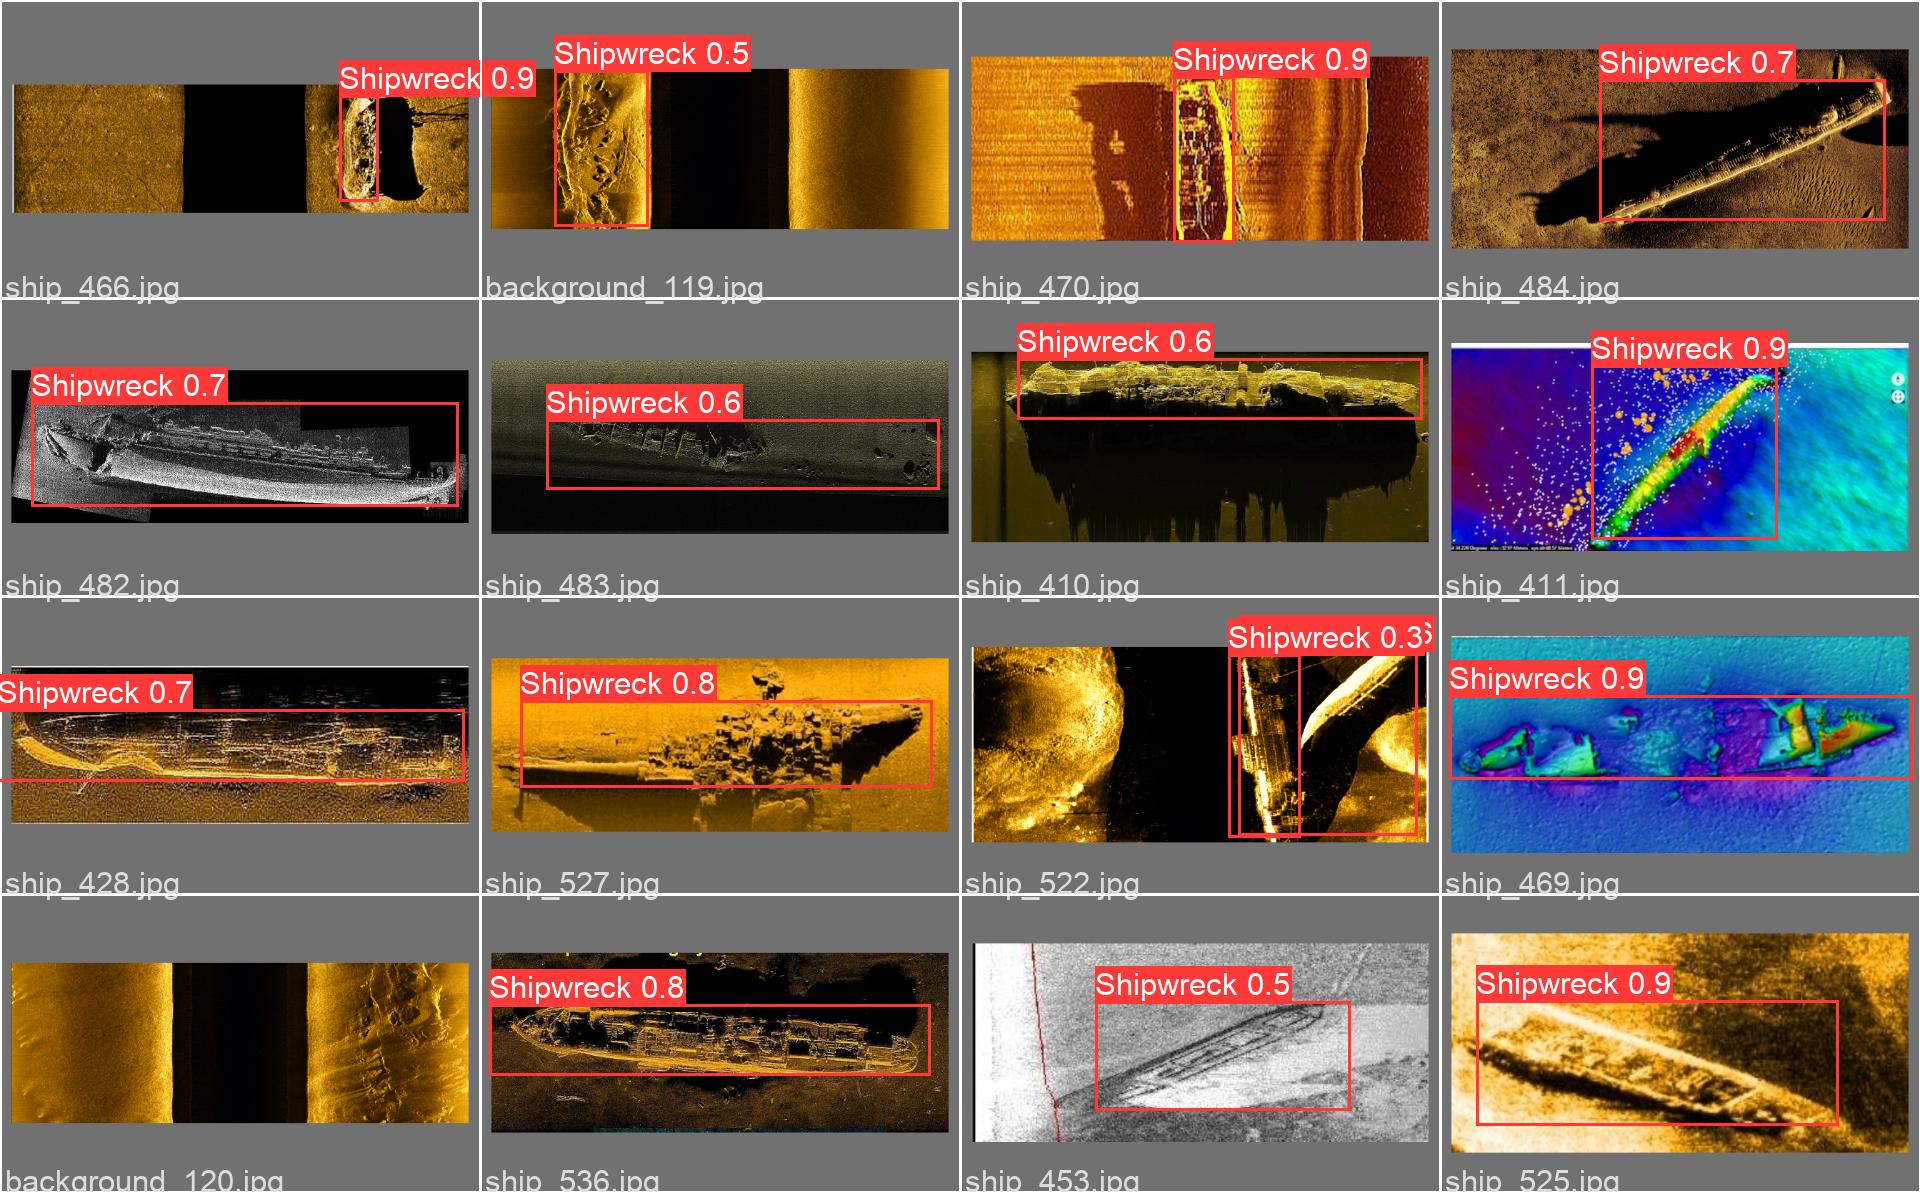 Shipwreck 0.9
Shipwreck 0.5
Shipwreck 0.9
Shipwreck 0.7
ship_466.jpg
background_119.jpg
ship_470.jpg
ship_484.jpg
Shipwreck 0.7
Shipwreck 0.6
Shipwreck 0.6
Shipwreck 0.9
ship_482.jpg
ship_483.jpg
ship_410.jpg
ship_411.jpg
Shipwreck 0.7
Shipwreck 0.8
Shipwreck 0.3
Shipwreck 0.9
ship_428.jpg
ship_527.jpg
ship_522.jpg
ship_469.jpg
Shipwreck 0.8
Shipwreck 0.5
Shipwreck 0.9
background_120.jpg
ship_536.jpg
ship_453.jpg
ship_525.jpg